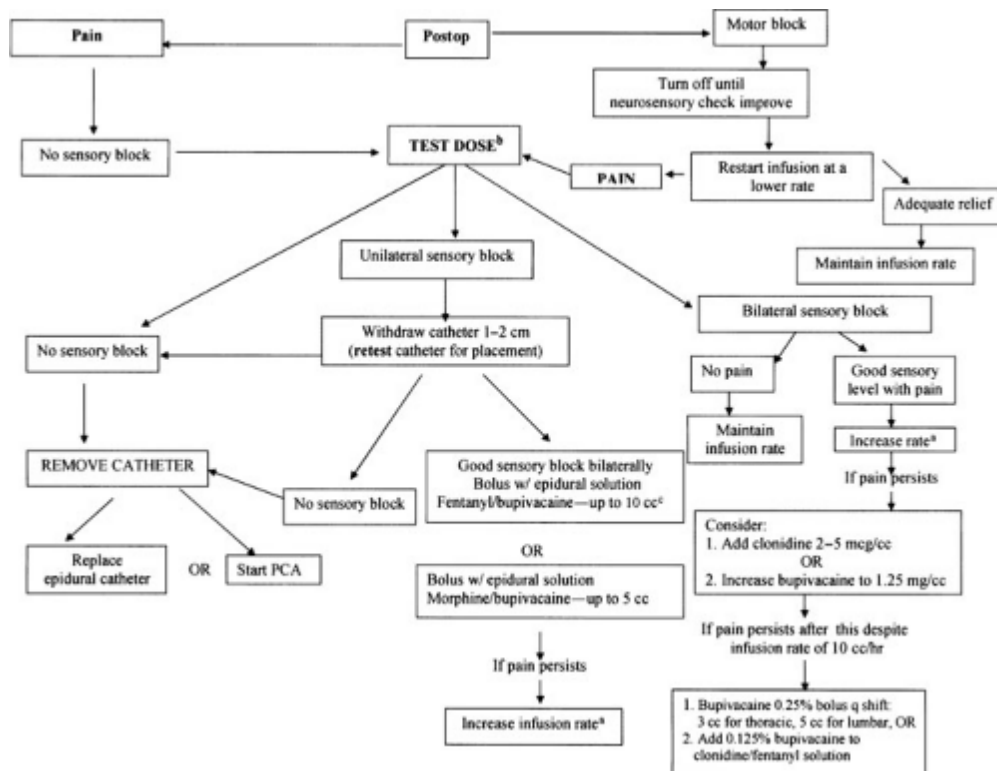 Pain
Postop
Motor block
Turn off until
neurosensory check improve
No sensory block
TEST DOSEᵇ
PAIN
Restart infusion at a
lower rate
Adequate relief
Maintain infusion rate
Unilateral sensory block
Bilateral sensory block
Withdraw catheter 1–2 cm
(retest catheter for placement)
No sensory block
No pain
Good sensory
level with pain
Maintain
infusion rate
Increase rateᵃ
If pain persists
REMOVE CATHETER
No sensory block
Good sensory block bilaterally
Bolus w/ epidural solution
Fentanyl/bupivacaine—up to 10 ccᶜ
Consider:
1. Add clonidine 2–5 mcg/cc
OR
2. Increase bupivacaine to 1.25 mg/cc
Replace
epidural catheter
OR
Start PCA
OR
Bolus w/ epidural solution
Morphine/bupivacaine—up to 5 cc
If pain persists after this despite
infusion rate of 10 cc/hr
If pain persists
Increase infusion rateᵃ
1. Bupivacaine 0.25% bolus q shift:
3 cc for thoracic, 5 cc for lumbar, OR
2. Add 0.125% bupivacaine to
clonidine/fentanyl solution